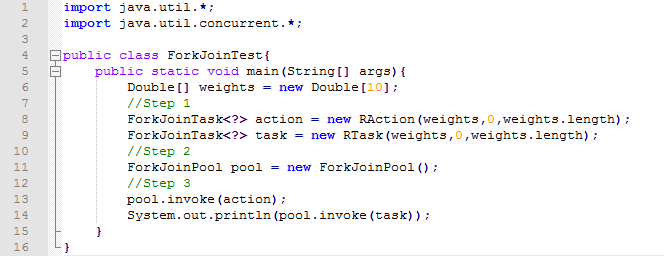 1 import java.util.*;
2 import java.util.concurrent.*;
3
4 public class ForkJoinTest{
5 public static void main(String[] args){
6 Double[] weights = new Double[10];
7 //Step 1
8 ForkJoinTask<?> action = new RAction(weights,0,weights.length);
9 ForkJoinTask<?> task = new RTask(weights,0,weights.length);
10 //Step 2
11 ForkJoinPool pool = new ForkJoinPool();
12 //Step 3
13 pool.invoke(action);
14 System.out.println(pool.invoke(task));
15 }
16 }